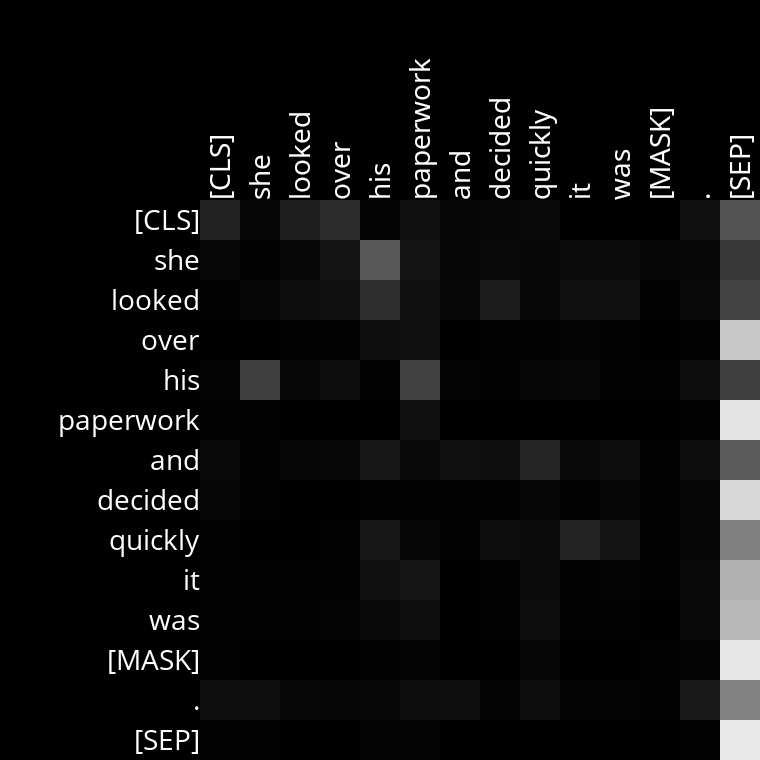 [CLS] she looked over his paperwork and decided quickly it was [MASK] . [SEP]
[CLS]
she
looked
over
his
paperwork
and
decided
quickly
it
was
[MASK]
.
[SEP]